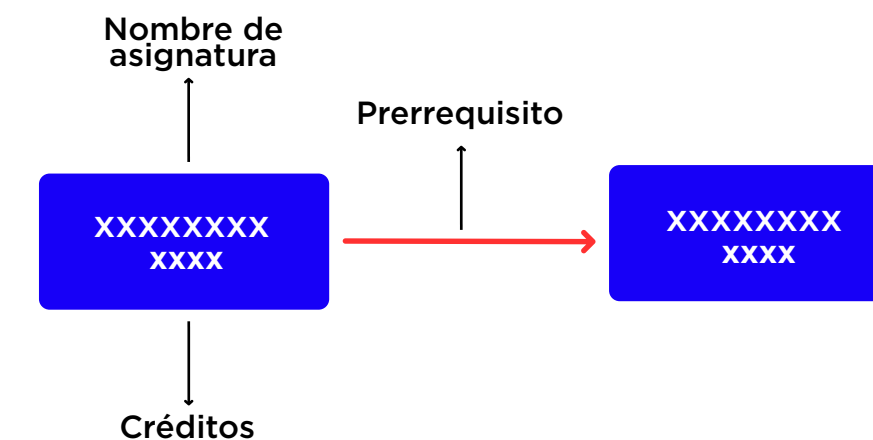 Nombre de
asignatura
Prerrequisito
XXXXXXXX
xxxx
XXXXXXXX
xxxx
Créditos